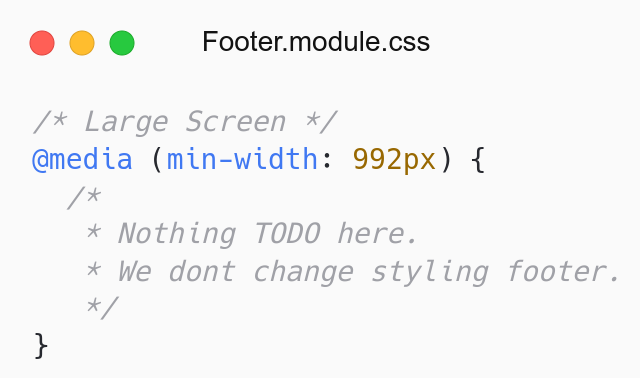 Footer.module.css
/* Large Screen */
@media (min-width: 992px) {
  /*
   * Nothing TODO here.
   * We dont change styling footer.
   */
}